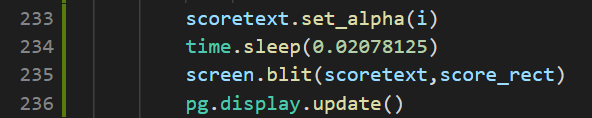 233 scoretext.set_alpha(i)
234 time.sleep(0.02078125)
235 screen.blit(scoretext,score_rect)
236 pg.display.update()